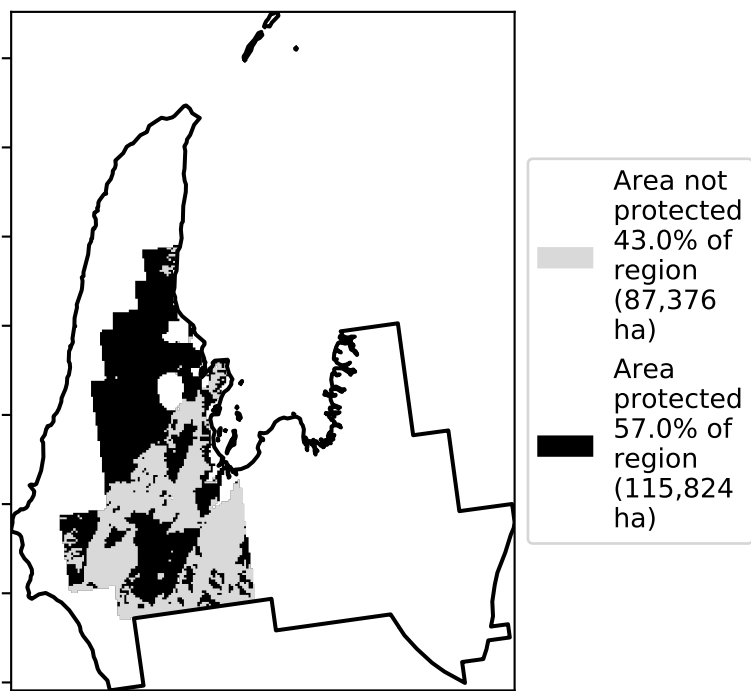 Area not
protected
43.0% of
region
(87,376
ha)
Area
protected
57.0% of
region
(115,824
ha)